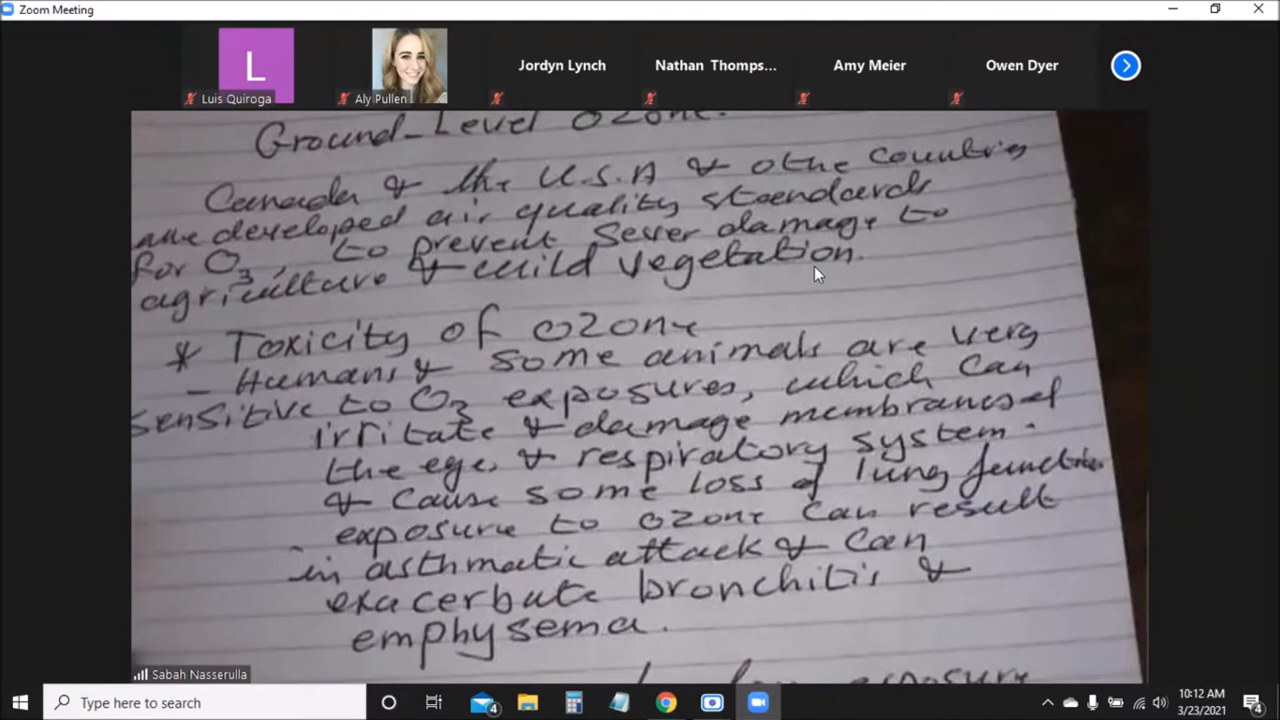 Zoom Meeting
L
Luis Quiroga
Aly Pullen
Jordyn Lynch
Nathan Thomps...
Amy Meier
Owen Dyer
Ground-Level Ozone.
Canada & the U.S.A & othe Countries
developed air quality standards
for O3, to prevent sever damage to
agriculture & wild vegetation.
* Toxicity of Ozone
- Humans & some animals are very
sensitive to O3 exposures, which can
irritate & damage membranes of
the eye, & respiratory system.
& cause some loss of lung function
- exposure to ozone can result
in asthmatic attack & can
exacerbate bronchitis &
emphysema.
low exposure
Sabah Nasserulla
Type here to search
4
10:12 AM
3/23/2021
4